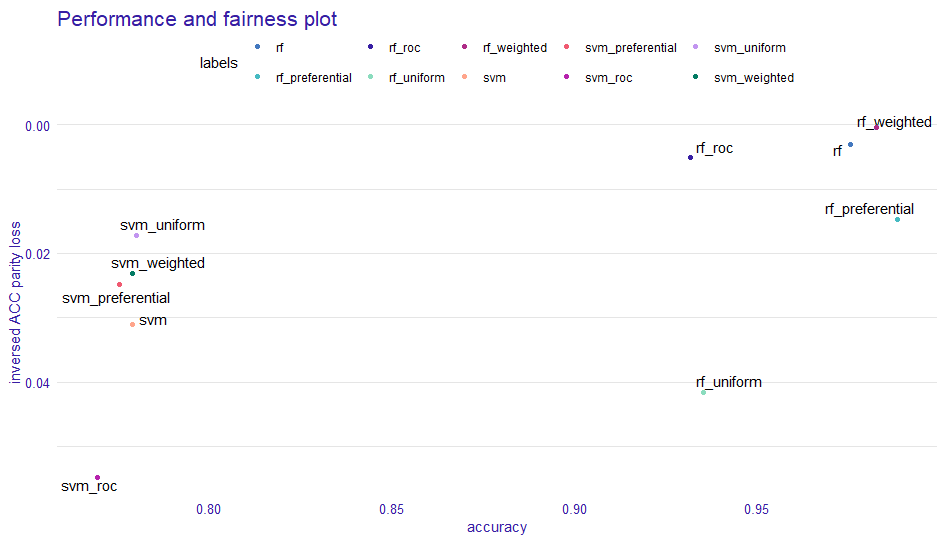 Performance and fairness plot
labels
rf
rf_roc
rf_weighted
svm_preferential
svm_uniform
rf_preferential
rf_uniform
svm
svm_roc
svm_weighted
0.00
rf_weighted
rf_roc
rf
rf_preferential
svm_uniform
0.02
svm_weighted
svm_preferential
svm
inversed ACC parity loss
0.04
rf_uniform
svm_roc
0.80
0.85
0.90
0.95
accuracy